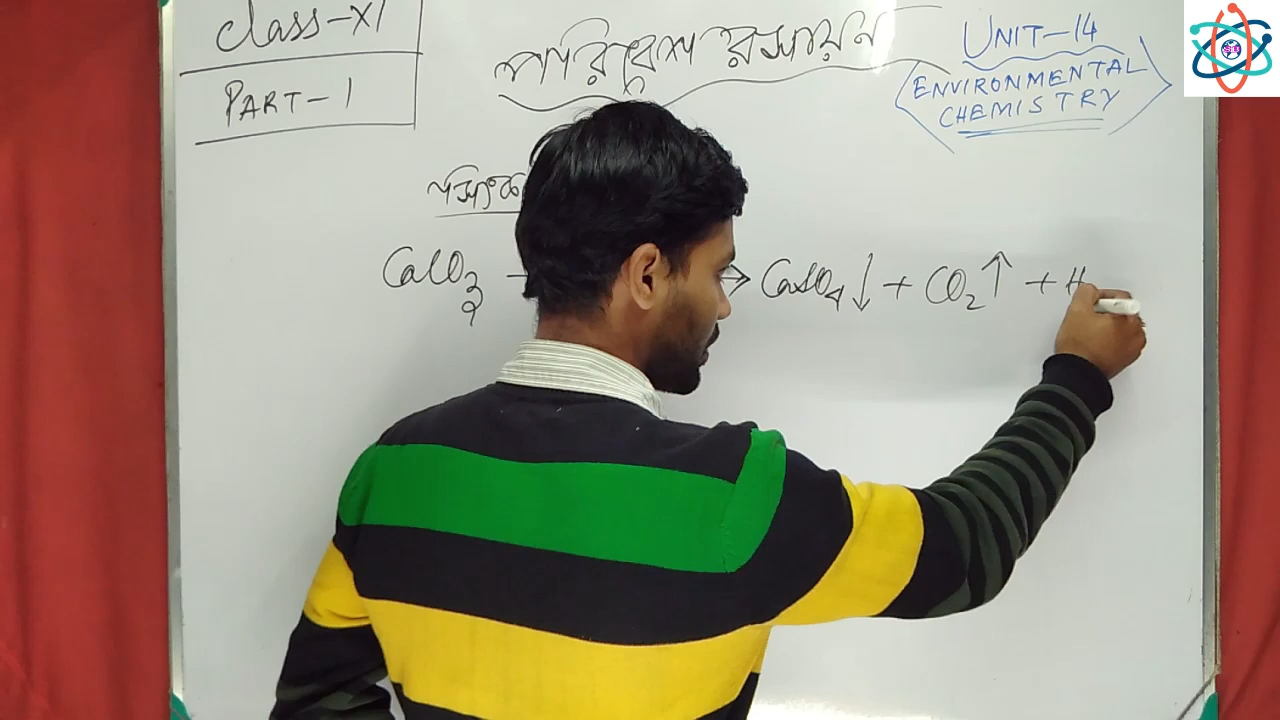 Class-XI
PART-1
পরিবেশ রসায়ন
UNIT-14
ENVIRONMENTAL
CHEMISTRY
CaCO3 → CaSO4↓ + CO2↑ + H